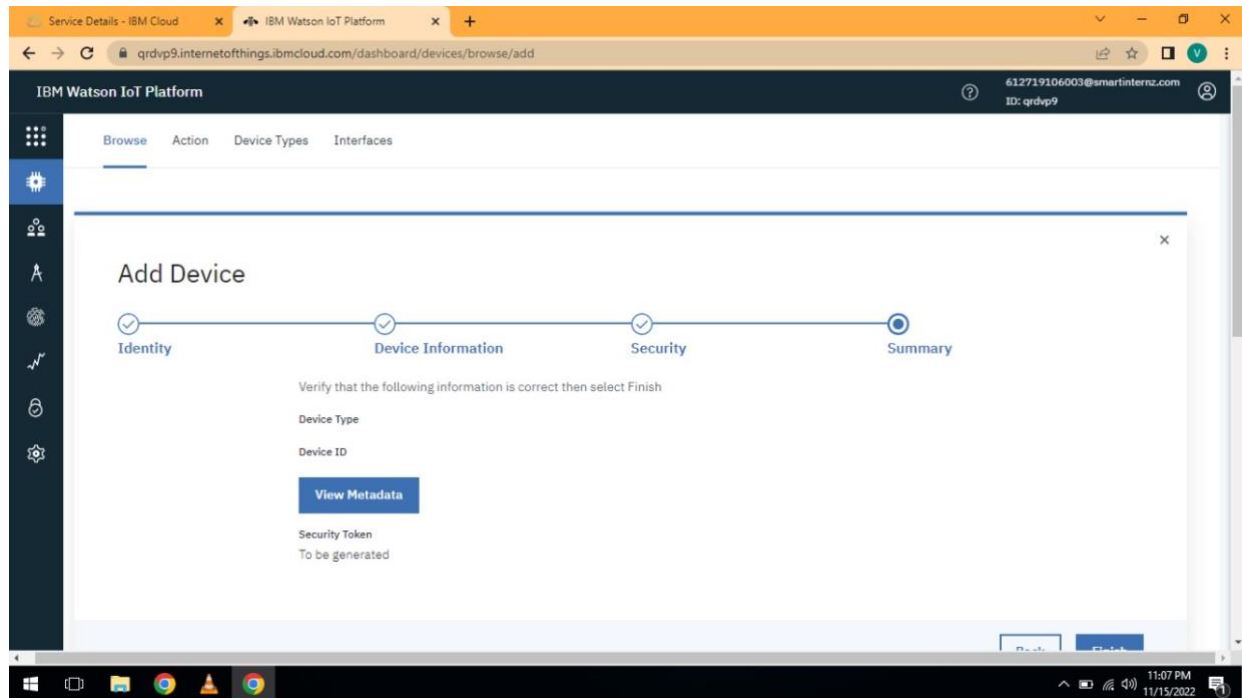 Service Details - IBM Cloud
IBM Watson IoT Platform
qrdvp9.internetofthings.ibmcloud.com/dashboard/devices/browse/add
V
IBM Watson IoT Platform
612719106003@smartinternz.com
ID: qrdvp9
Browse Action Device Types Interfaces
Add Device
Identity Device Information Security Summary
Verify that the following information is correct then select Finish
Device Type
Device ID
View Metadata
Security Token
To be generated
Back Finish
11:07 PM
11/15/2022
1